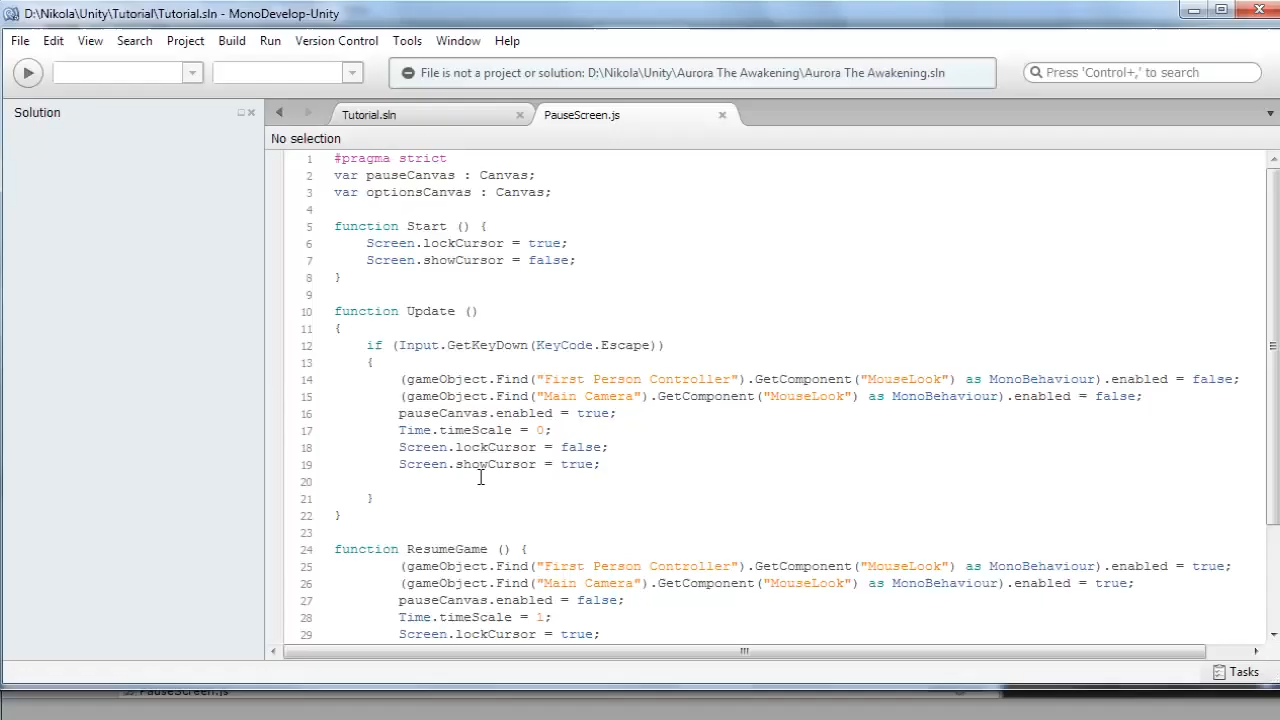 D:\Nikola\Unity\Tutorial\Tutorial.sln - MonoDevelop-Unity
File Edit View Search Project Build Run Version Control Tools Window Help
File is not a project or solution: D:\Nikola\Unity\Aurora The Awakening\Aurora The Awakening.sln
Press 'Control+,' to search
Solution
Tutorial.sln
PauseScreen.js
No selection
1 #pragma strict
2 var pauseCanvas : Canvas;
3 var optionsCanvas : Canvas;
4
5 function Start () {
6 Screen.lockCursor = true;
7 Screen.showCursor = false;
8 }
9
10 function Update ()
11 {
12 if (Input.GetKeyDown(KeyCode.Escape))
13 {
14 (gameObject.Find("First Person Controller").GetComponent("MouseLook") as MonoBehaviour).enabled = false;
15 (gameObject.Find("Main Camera").GetComponent("MouseLook") as MonoBehaviour).enabled = false;
16 pauseCanvas.enabled = true;
17 Time.timeScale = 0;
18 Screen.lockCursor = false;
19 Screen.showCursor = true;
20
21 }
22 }
23
24 function ResumeGame () {
25 (gameObject.Find("First Person Controller").GetComponent("MouseLook") as MonoBehaviour).enabled = true;
26 (gameObject.Find("Main Camera").GetComponent("MouseLook") as MonoBehaviour).enabled = true;
27 pauseCanvas.enabled = false;
28 Time.timeScale = 1;
29 Screen.lockCursor = true;
Tasks
PauseScreen.js